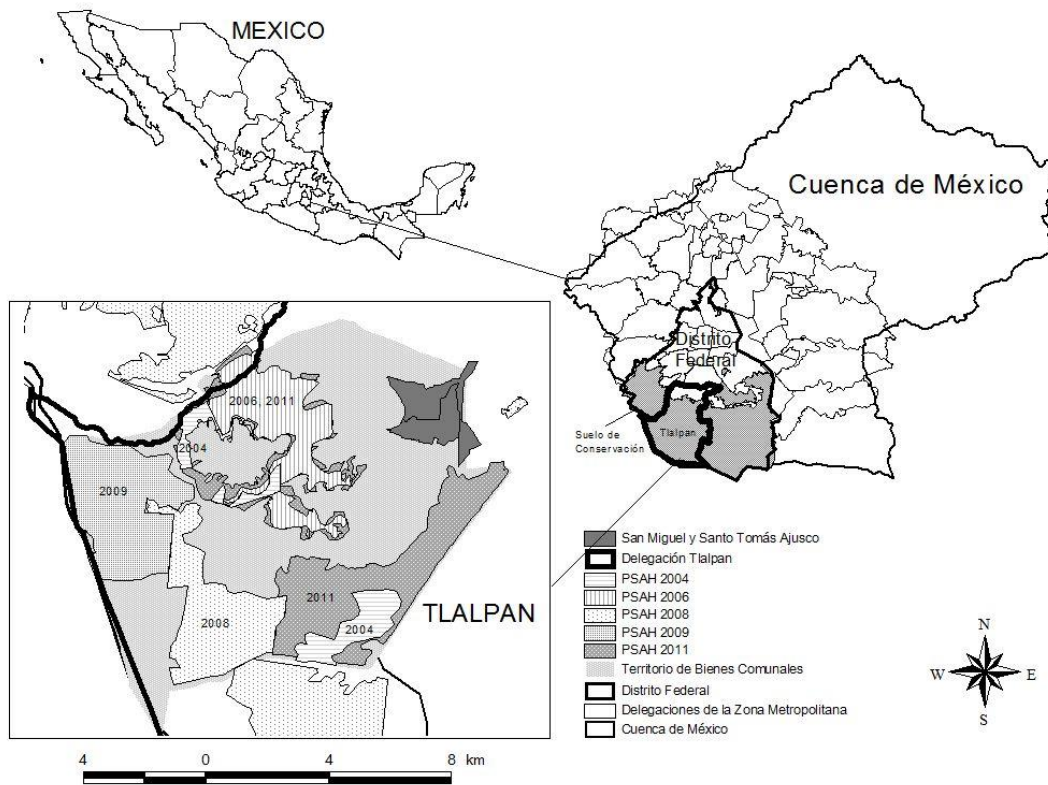 MEXICO
Cuenca de México
Distrito
Federal
Suelo de
Conservación
Tlalpan
2006, 2011
2004
2009
2011
2008
2004
TLALPAN
San Miguel y Santo Tomás Ajusco
Delegación Tlalpan
PSAH 2004
PSAH 2006
PSAH 2008
PSAH 2009
PSAH 2011
Territorio de Bienes Comunales
Distrito Federal
Delegaciones de la Zona Metropolitana
Cuenca de México
N
W
E
S
4 0 4 8 km